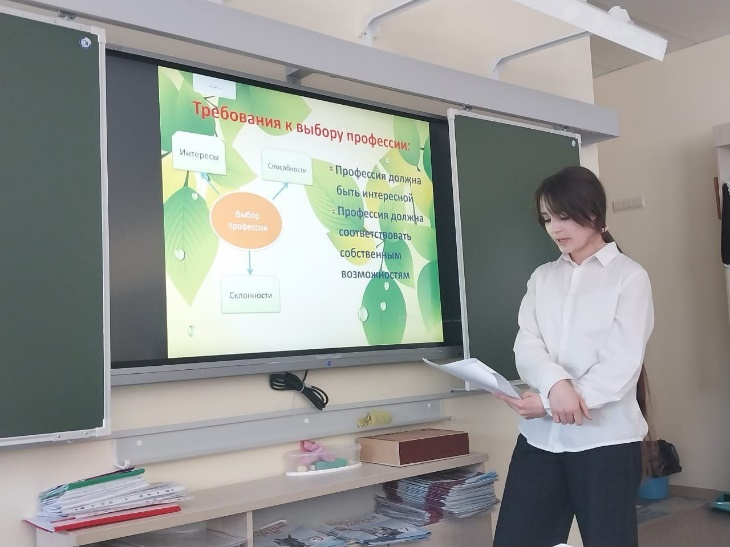 Требования к выбору профессии:
Интересы
Способности
Выбор
профессии
Склонности
Профессия должна
быть интересной
Профессия должна
соответствовать
собственным
возможностям